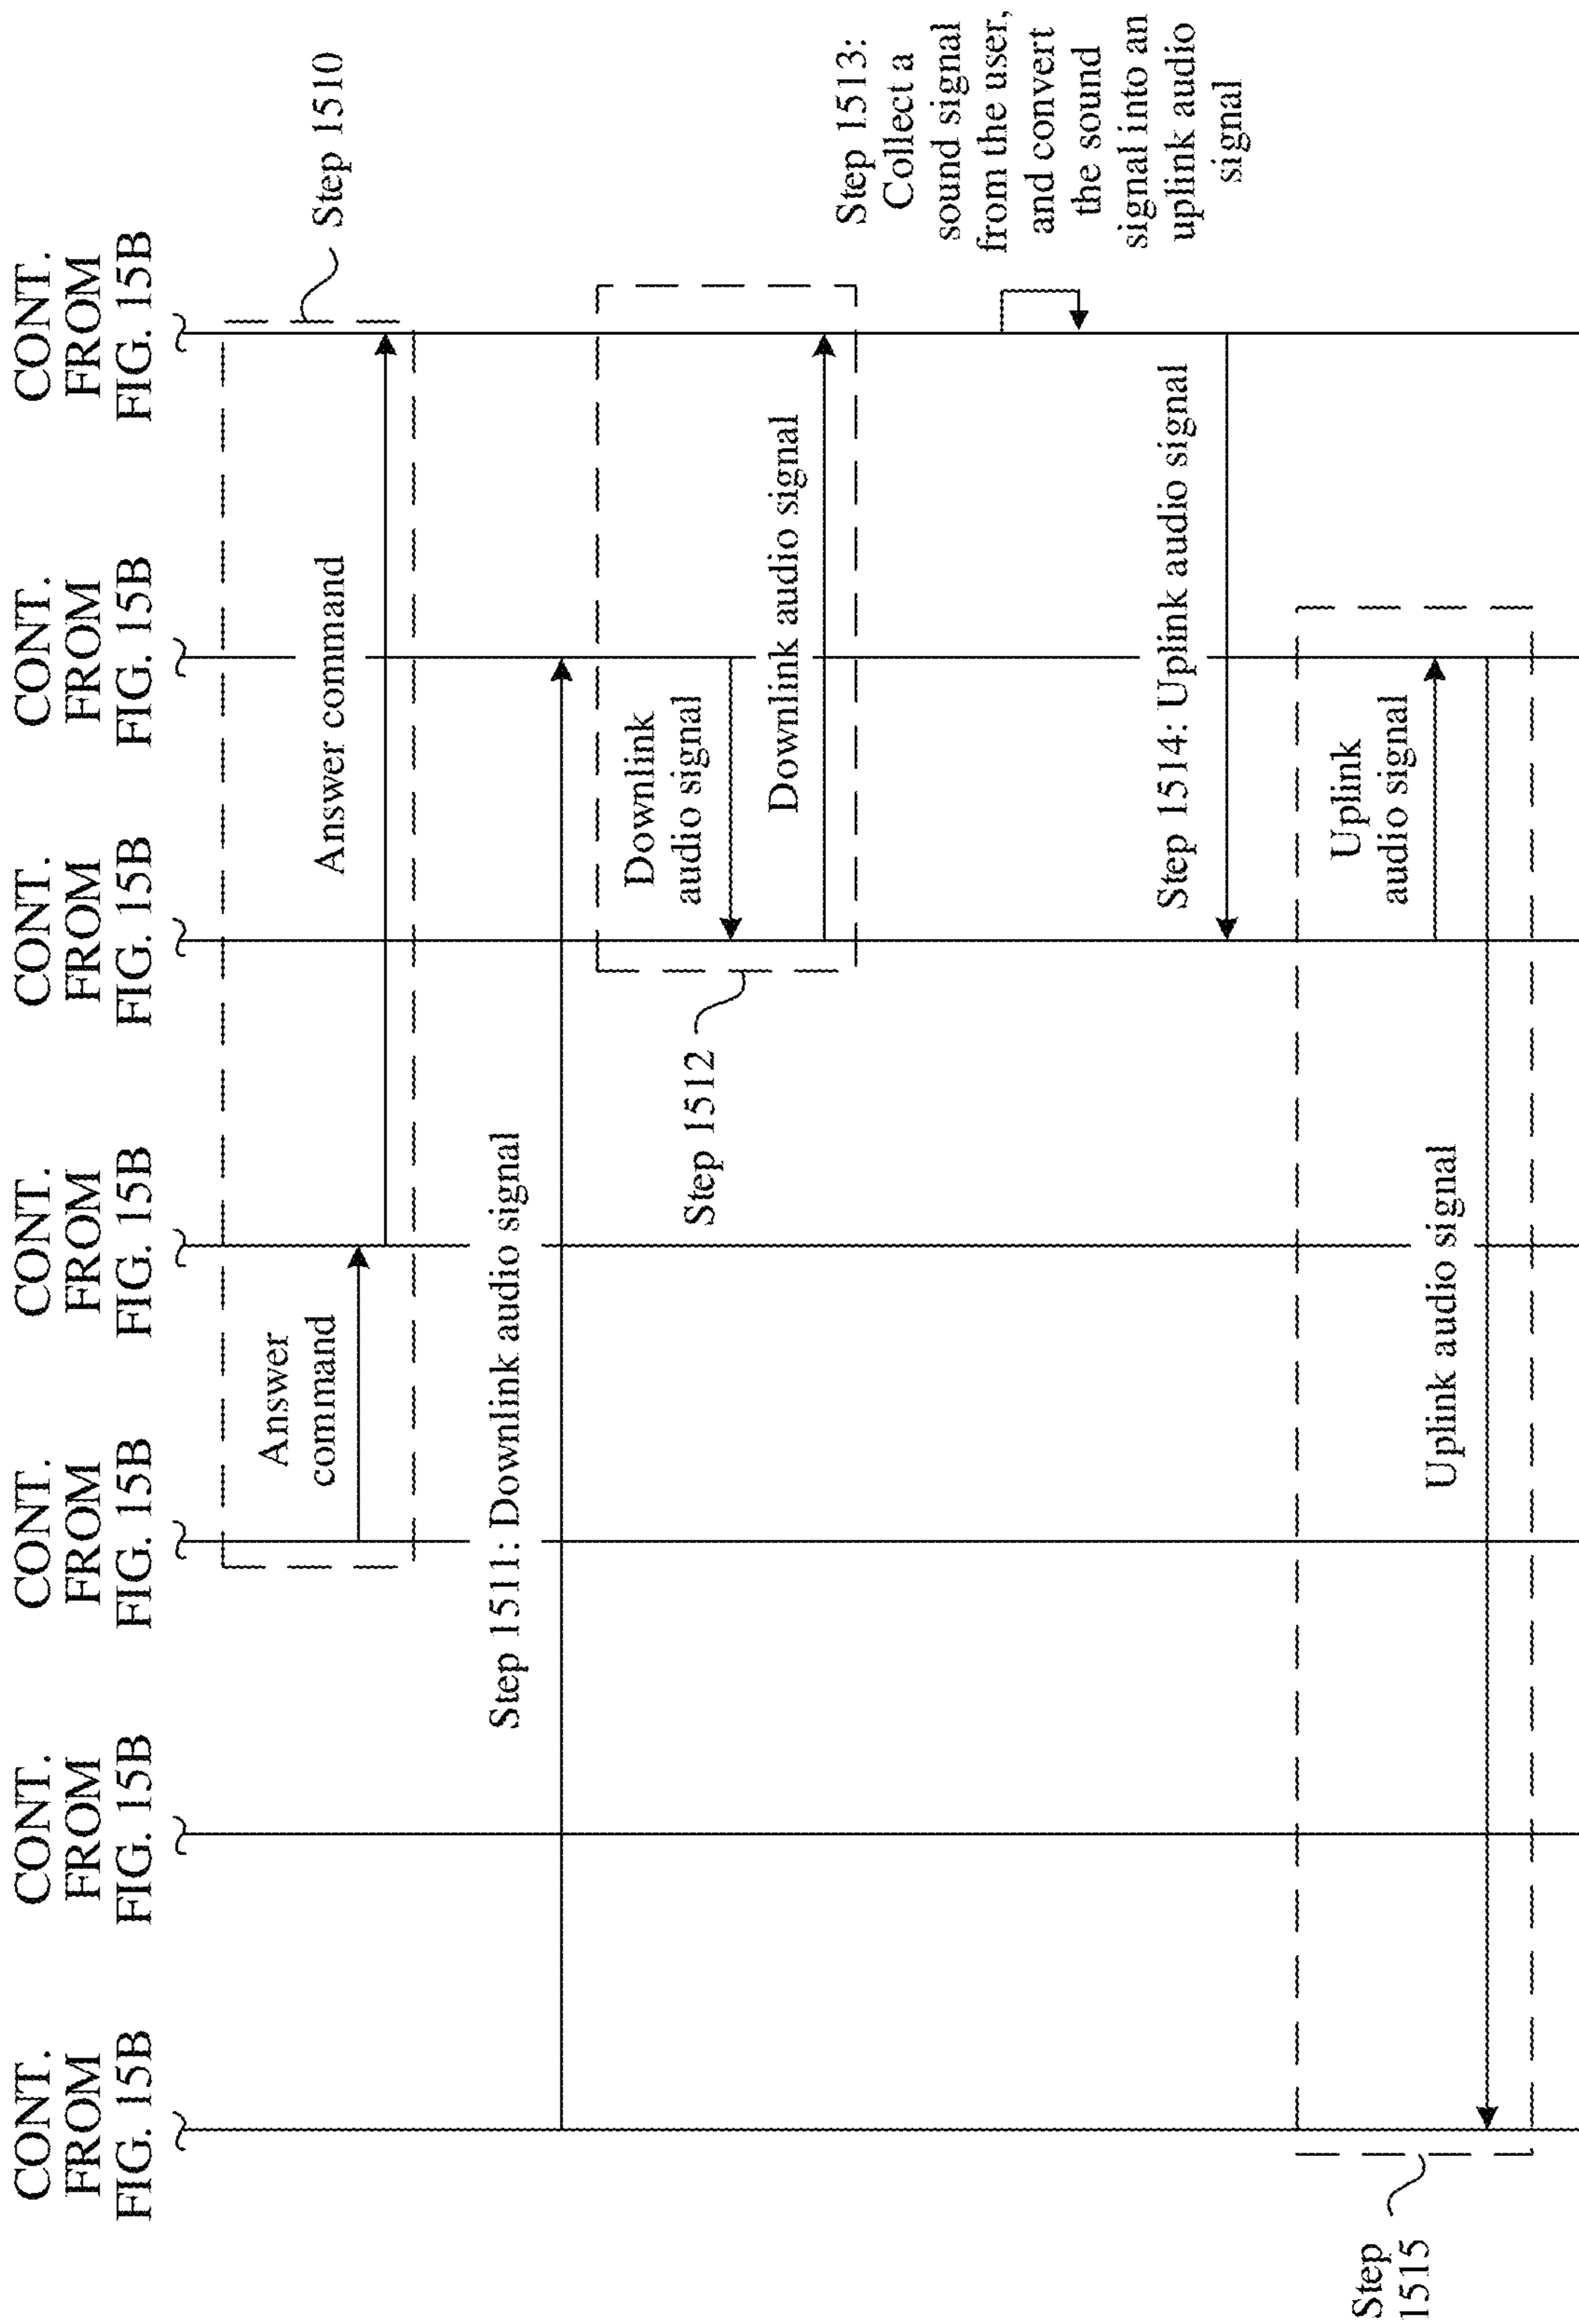 CONT.
FROM
FIG. 15B
CONT.
FROM
FIG. 15B
CONT.
FROM
FIG. 15B
CONT.
FROM
FIG. 15B
CONT.
FROM
FIG. 15B
CONT.
FROM
FIG. 15B
CONT.
FROM
FIG. 15B
Answer
command
Answer command
Step 1510
Step 1511: Downlink audio signal
Downlink
audio signal
Step 1512
Downlink audio signal
Step 1513:
Collect a
sound signal
from the user,
and convert
the sound
signal into an
uplink audio
signal
Step 1514: Uplink audio signal
Uplink
audio signal
Step
1515
Uplink audio signal